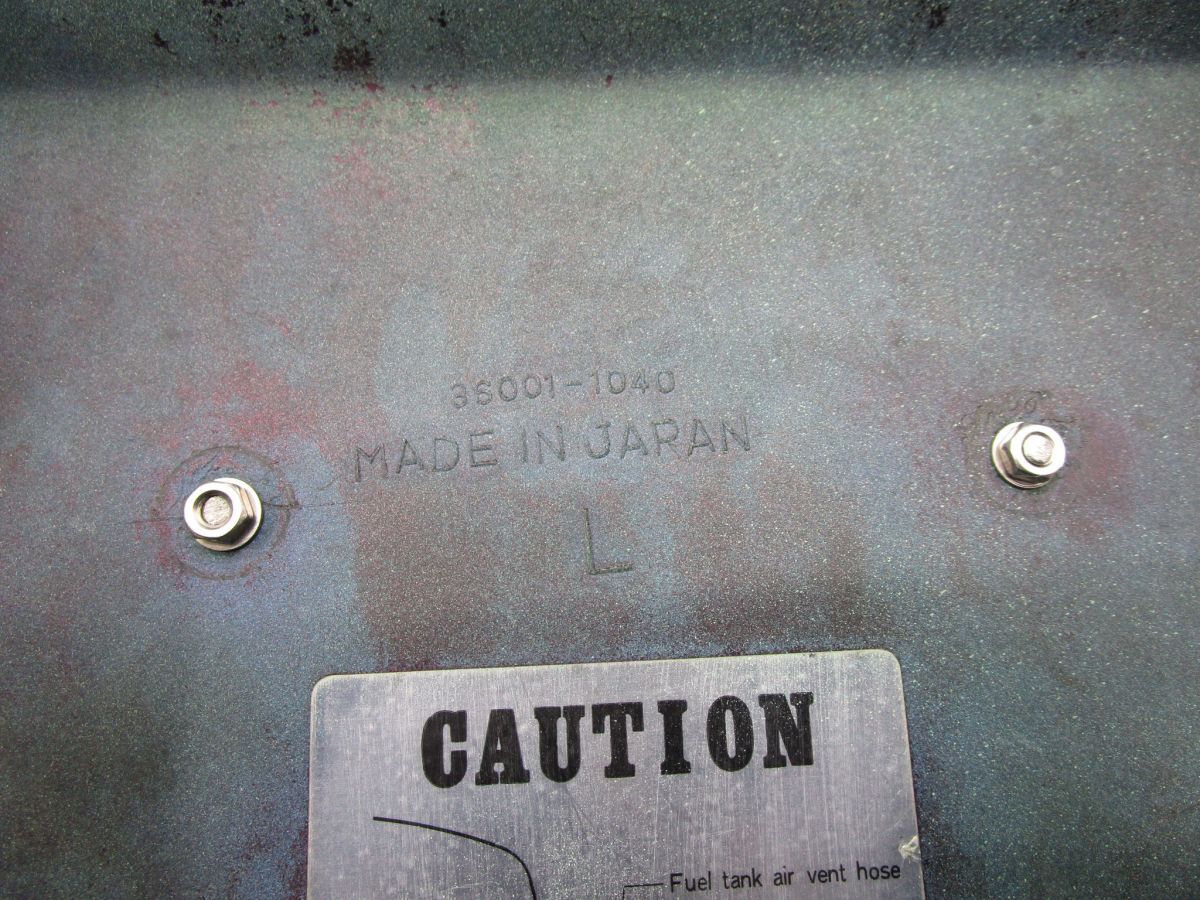 36001-1040
MADE IN JAPAN
L
CAUTION
Fuel tank air vent hose